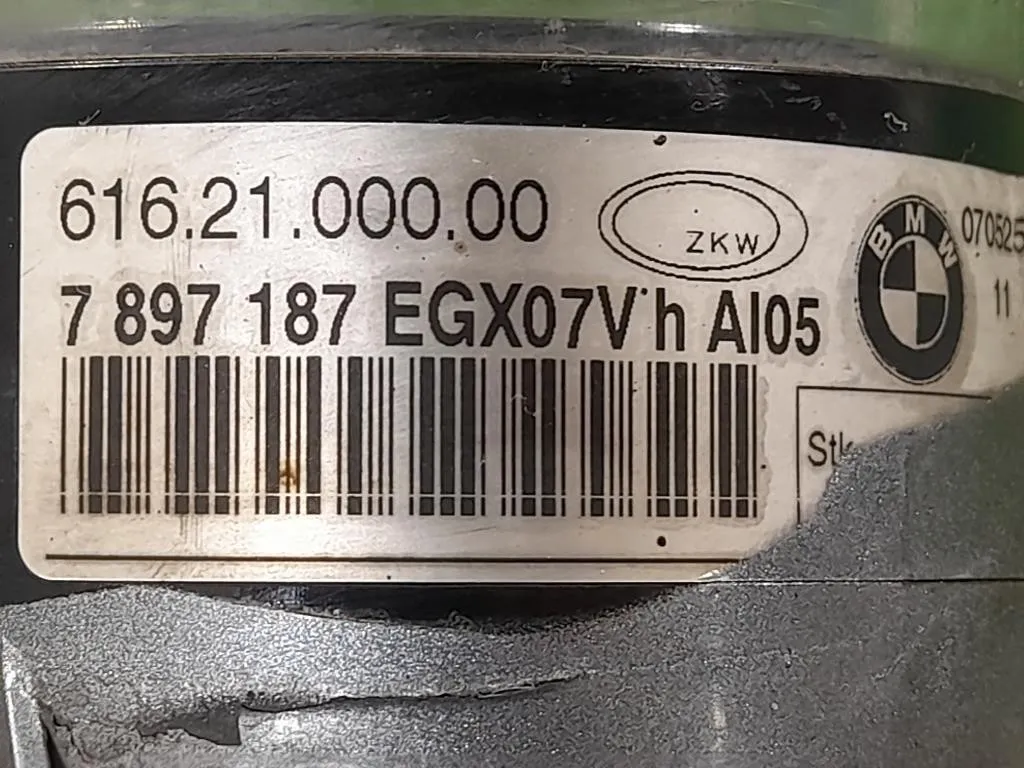 616.21.000.00
ZKW
BMW
070525
11
7 897 187 EGX07V h AI05